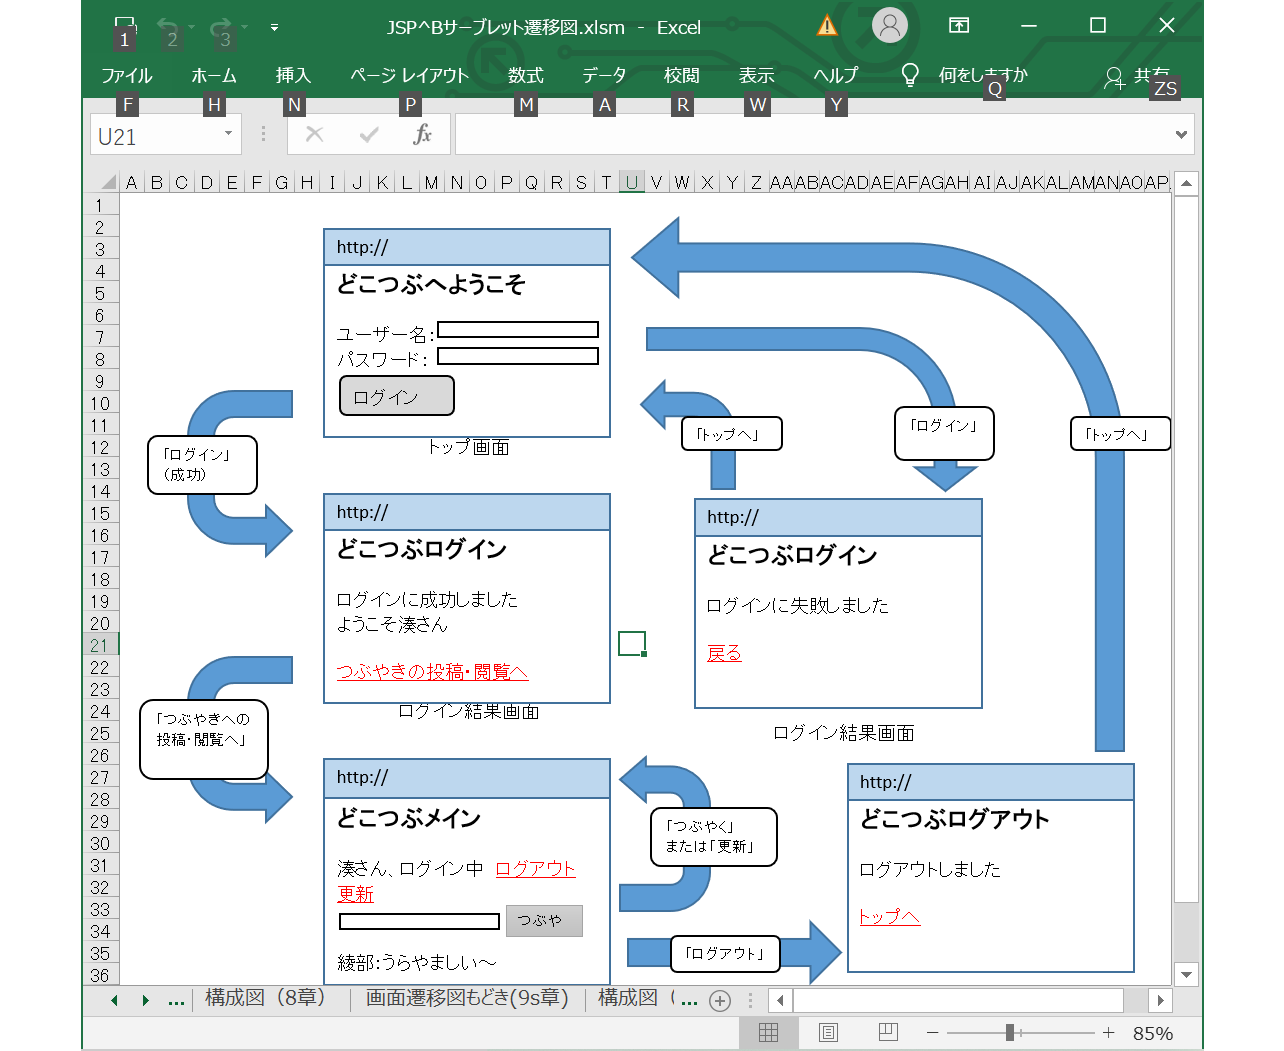 JSP^Bサーブレット遷移図.xlsm - Excel
1 2 3
ファイル ホーム 挿入 ページ レイアウト 数式 データ 校閲 表示 ヘルプ 何をしますか 共有
F H N P M A R W Y Q ZS
U21 fx
A B C D E F G H I J K L M N O P Q R S T U V W X Y Z AA AB AC AD AE AF AG AH AI AJ AK AL AM AN AO AP
1
2
3
4
5
6
7
8
9
10
11
12
13
14
15
16
17
18
19
20
21
22
23
24
25
26
27
28
29
30
31
32
33
34
35
36
http://
どこつぶへようこそ
ユーザー名：
パスワード：
ログイン
トップ画面
「ログイン」
（成功）
「トップへ」
「ログイン」
「トップへ」
http://
どこつぶログイン
ログインに成功しました
ようこそ湊さん
つぶやきの投稿・閲覧へ
ログイン結果画面
http://
どこつぶログイン
ログインに失敗しました
戻る
ログイン結果画面
「つぶやきへの
投稿・閲覧へ」
http://
どこつぶメイン
湊さん、ログイン中 ログアウト
更新
つぶや
綾部：うらやましい～
「つぶやく」
または「更新」
「ログアウト」
http://
どこつぶログアウト
ログアウトしました
トップへ
... 構成図（8章） 画面遷移図もどき(9s章) 構成図（ ...
85%